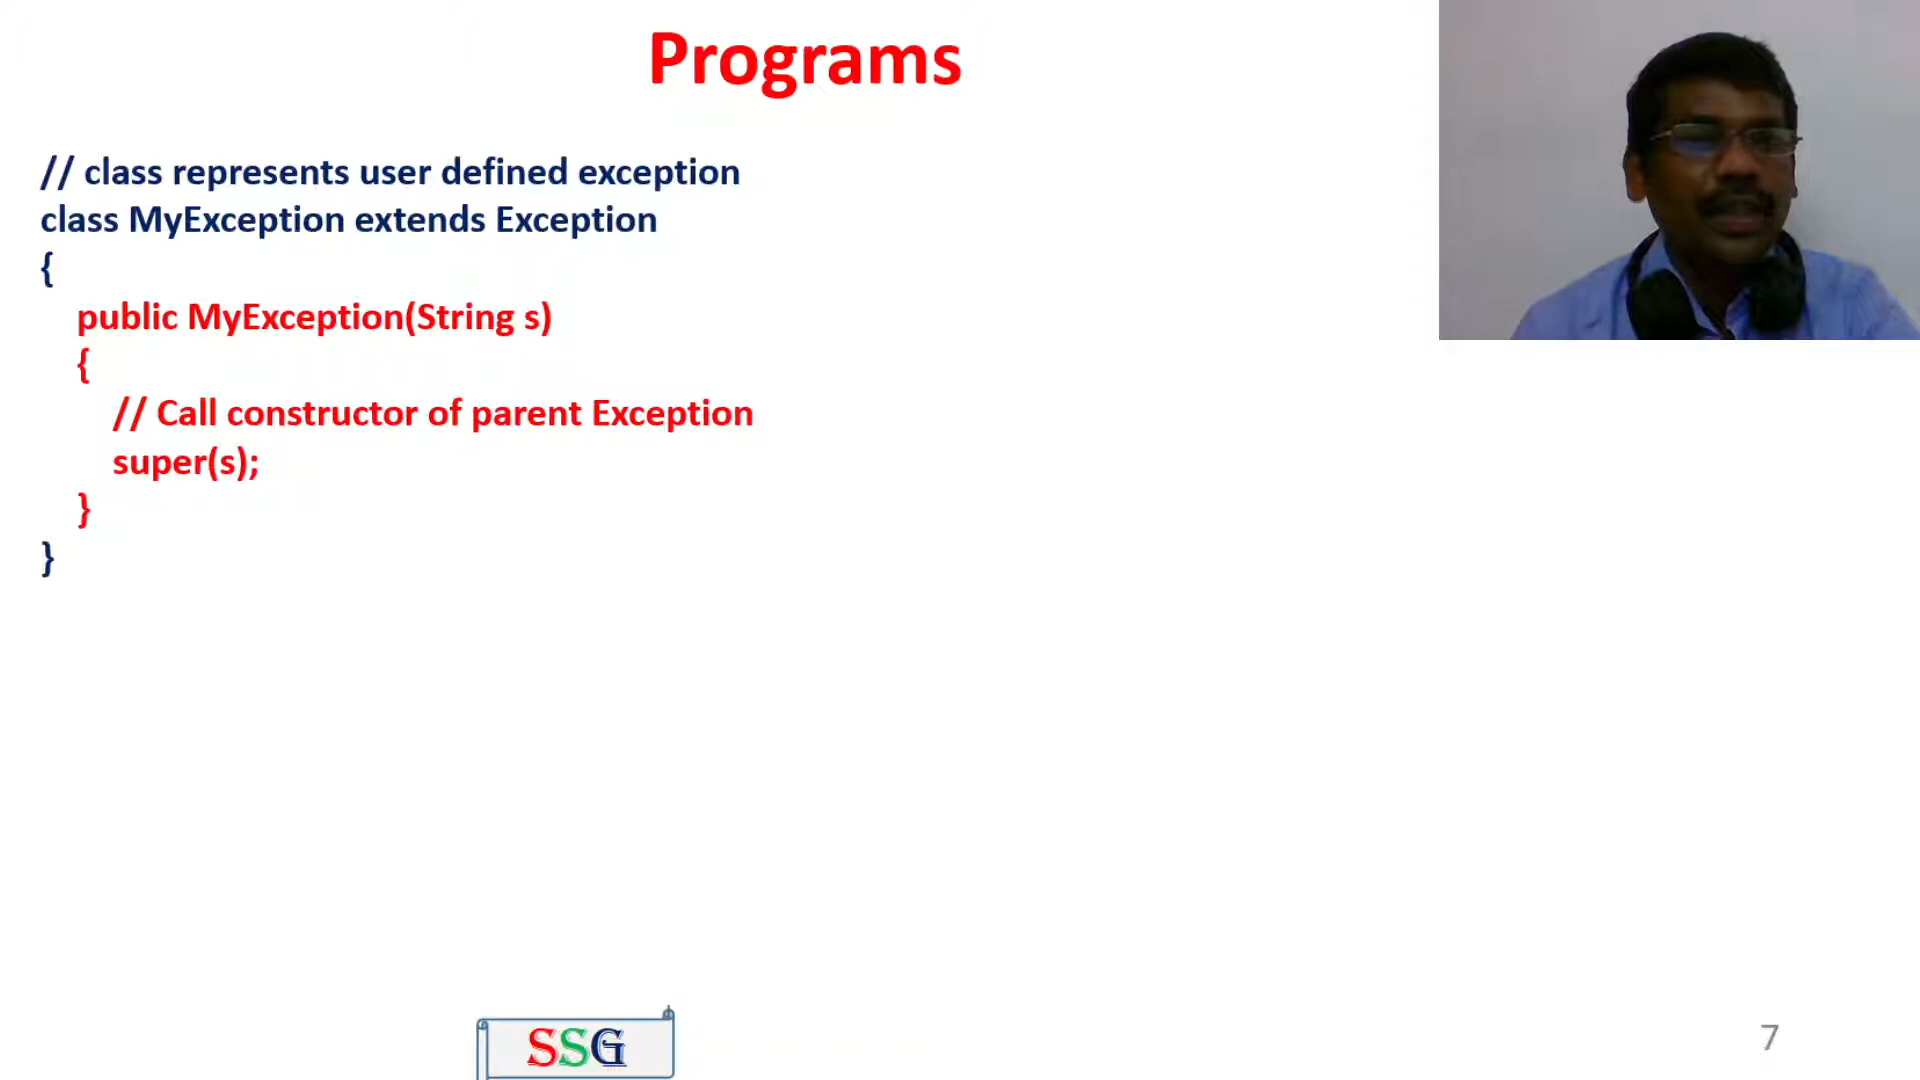 Programs
// class represents user defined exception
class MyException extends Exception
{
public MyException(String s)
{
// Call constructor of parent Exception
super(s);
}
}
SSG
7